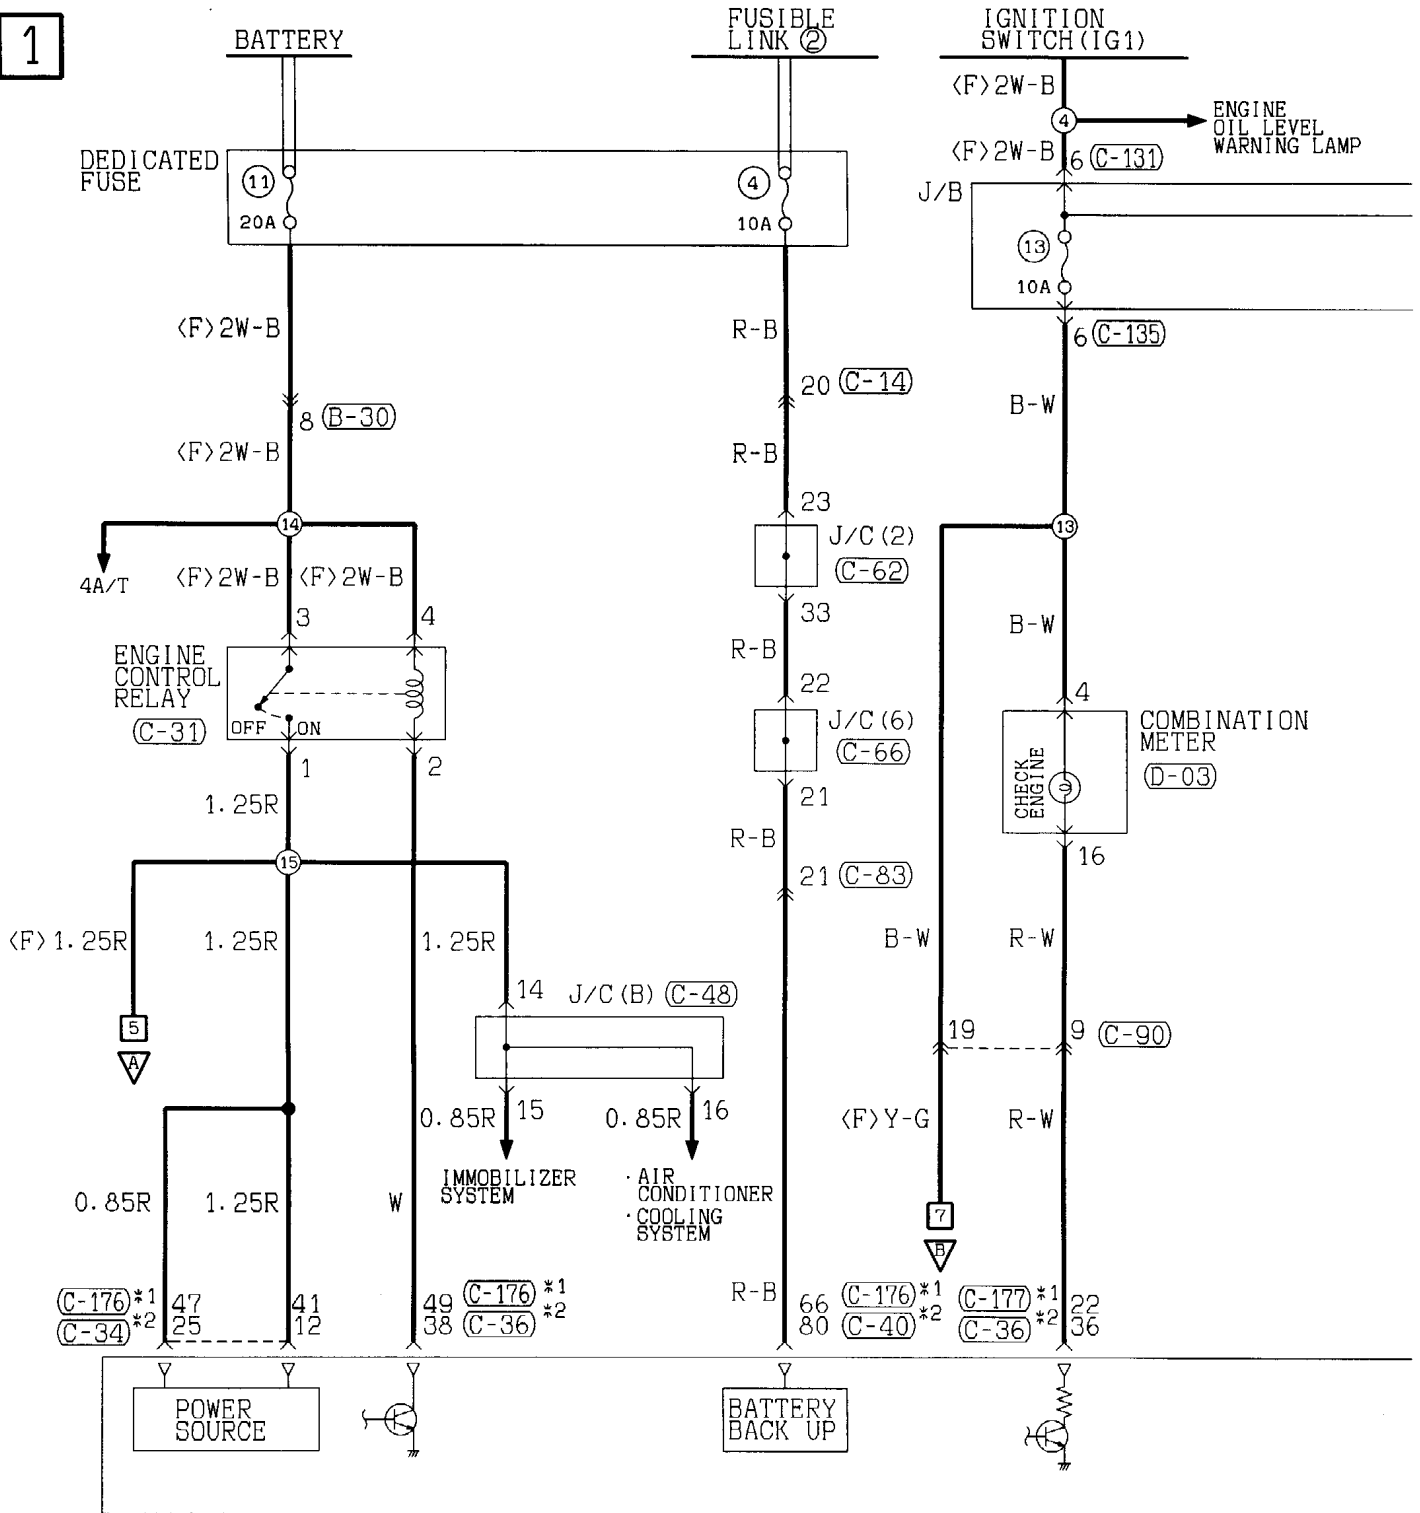 1
BATTERY
FUSIBLE
LINK ②
IGNITION
SWITCH(IG1)
<F>2W-B
4
ENGINE
OIL LEVEL
WARNING LAMP
<F>2W-B
6 C-131
DEDICATED
FUSE
11
20A
4
10A
J/B
13
10A
6 C-135
<F>2W-B
R-B
B-W
8 B-30
20 C-14
<F>2W-B
R-B
23
14
13
4A/T
<F>2W-B
<F>2W-B
J/C(2)
C-62
3
4
33
B-W
R-B
ENGINE
CONTROL
RELAY
C-31
OFF
ON
22
J/C(6)
C-66
4
COMBINATION
METER
D-03
CHECK
ENGINE
1
2
21
1.25R
R-B
15
16
21 C-83
<F>1.25R
1.25R
1.25R
B-W
R-W
14
J/C(B) C-48
5
A
19
9 C-90
0.85R
15
0.85R
16
<F>Y-G
R-W
IMMOBILIZER
SYSTEM
·AIR
CONDITIONER
·COOLING
SYSTEM
0.85R
1.25R
W
7
B
R-B
C-176 *1
47
41
49
C-176 *1
66
C-176 *1
C-177 *1
22
C-34 *2
25
12
38
C-36 *2
80
C-40 *2
C-36 *2
36
POWER
SOURCE
BATTERY
BACK UP